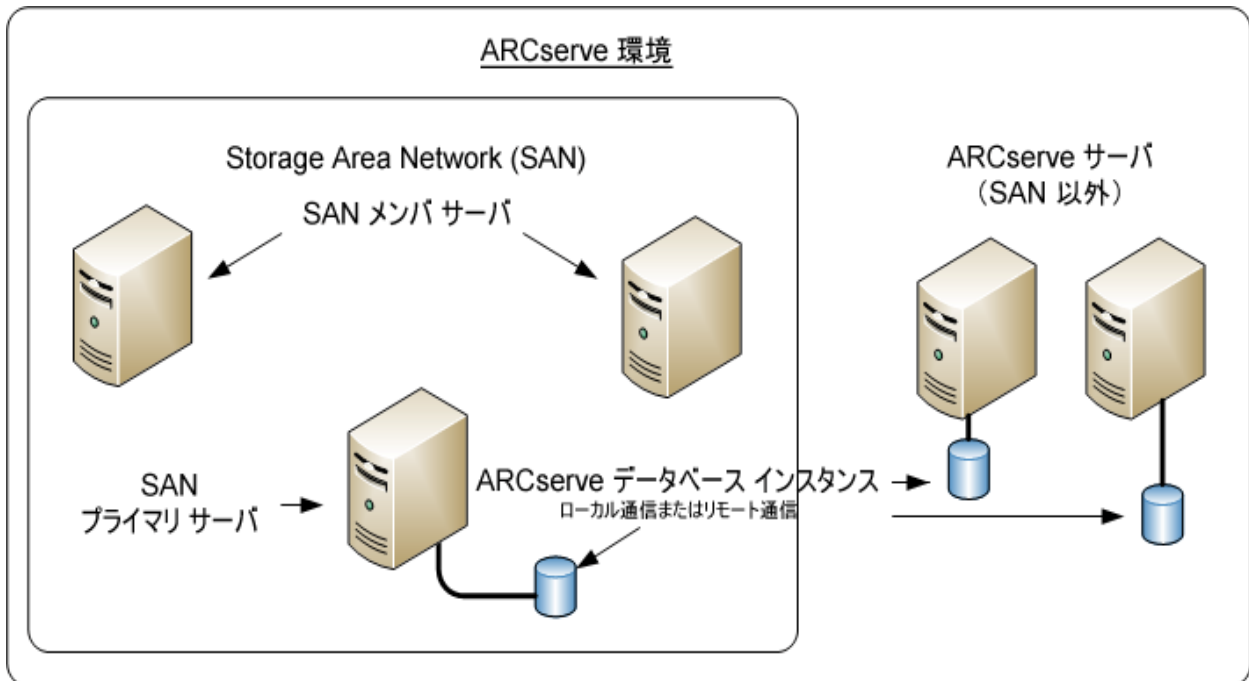 ARCserve 環境
Storage Area Network (SAN)
SAN メンバ サーバ
ARCserve サーバ
(SAN 以外)
SAN
プライマリ サーバ
ARCserve データベース インスタンス
ローカル通信またはリモート通信